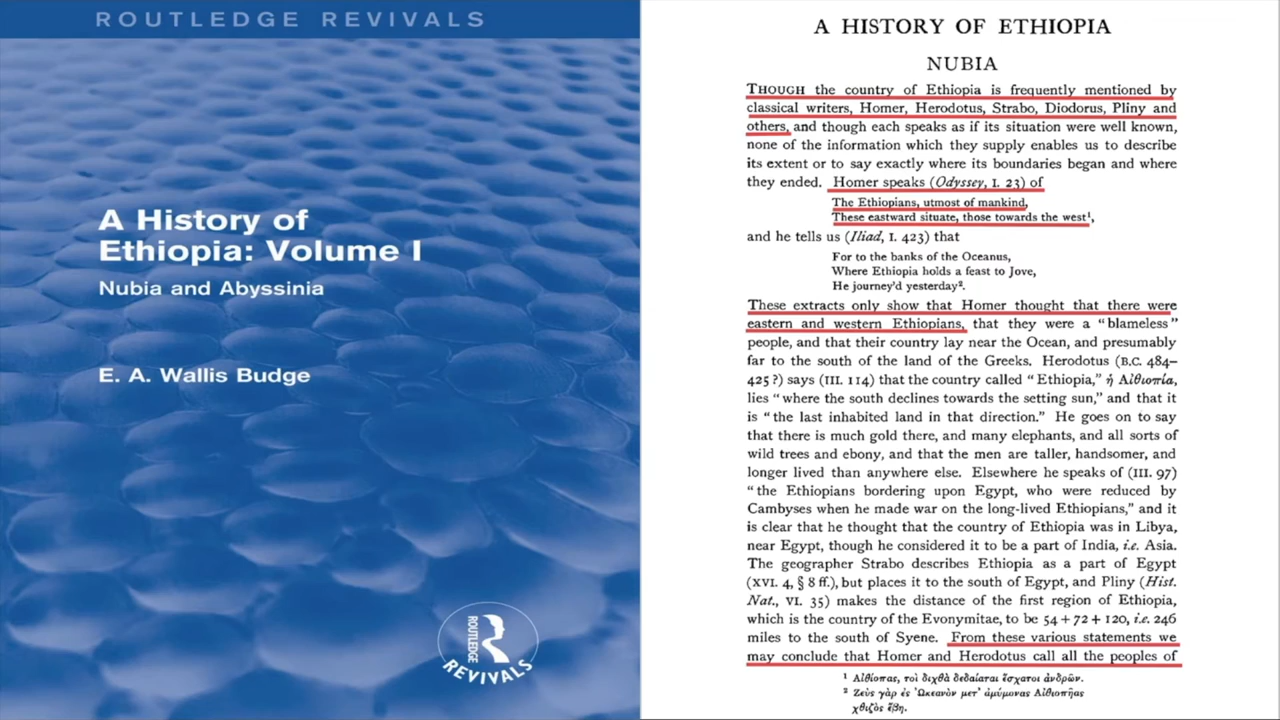 ROUTLEDGE REVIVALS
A History of
Ethiopia: Volume I
Nubia and Abyssinia
E. A. Wallis Budge
ROUTLEDGE
REVIVALS
A HISTORY OF ETHIOPIA
NUBIA
THOUGH the country of Ethiopia is frequently mentioned by
classical writers, Homer, Herodotus, Strabo, Diodorus, Pliny and
others, and though each speaks as if its situation were well known,
none of the information which they supply enables us to describe
its extent or to say exactly where its boundaries began and where
they ended. Homer speaks (Odyssey, I. 23) of
The Ethiopians, utmost of mankind,
These eastward situate, those towards the west¹,
and he tells us (Iliad, I. 423) that
For to the banks of the Oceanus,
Where Ethiopia holds a feast to Jove,
He journey'd yesterday².
These extracts only show that Homer thought that there were
eastern and western Ethiopians, that they were a "blameless"
people, and that their country lay near the Ocean, and presumably
far to the south of the land of the Greeks. Herodotus (B.C. 484–
425 ?) says (III. 114) that the country called "Ethiopia," ἡ Αἰθιοπία,
lies "where the south declines towards the setting sun," and that it
is "the last inhabited land in that direction." He goes on to say
that there is much gold there, and many elephants, and all sorts of
wild trees and ebony, and that the men are taller, handsomer, and
longer lived than anywhere else. Elsewhere he speaks of (III. 97)
"the Ethiopians bordering upon Egypt, who were reduced by
Cambyses when he made war on the long-lived Ethiopians," and it
is clear that he thought that the country of Ethiopia was in Libya,
near Egypt, though he considered it to be a part of India, i.e. Asia.
The geographer Strabo describes Ethiopia as a part of Egypt
(XVI. 4, § 8 ff.), but places it to the south of Egypt, and Pliny (Hist.
Nat., VI. 35) makes the distance of the first region of Ethiopia,
which is the country of the Evonymitae, to be 54 + 72 + 120, i.e. 246
miles to the south of Syene. From these various statements we
may conclude that Homer and Herodotus call all the peoples of
¹ Αἰθίοπας, τοὶ διχθὰ δεδαίαται ἔσχατοι ἀνδρῶν.
² Ζεὺς γὰρ ἐς Ὠκεανὸν μετ' ἀμύμονας Αἰθιοπῆας
χθιζὸς ἔβη.